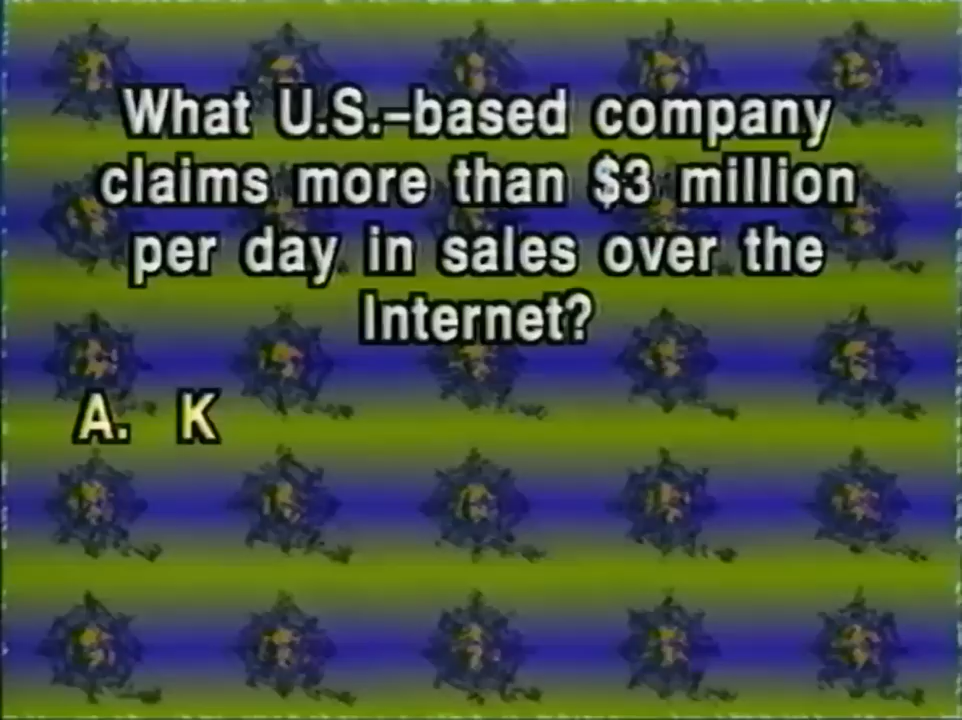 What U.S.–based company
claims more than $3 million
per day in sales over the
Internet?
A. K